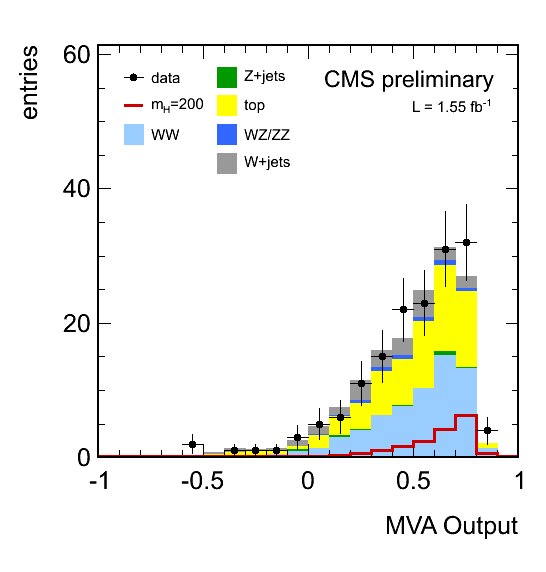 entries
60
40
20
0
data
m_H=200
WW
Z+jets
top
WZ/ZZ
W+jets
CMS preliminary
L = 1.55 fb⁻¹
-1
-0.5
0
0.5
1
MVA Output